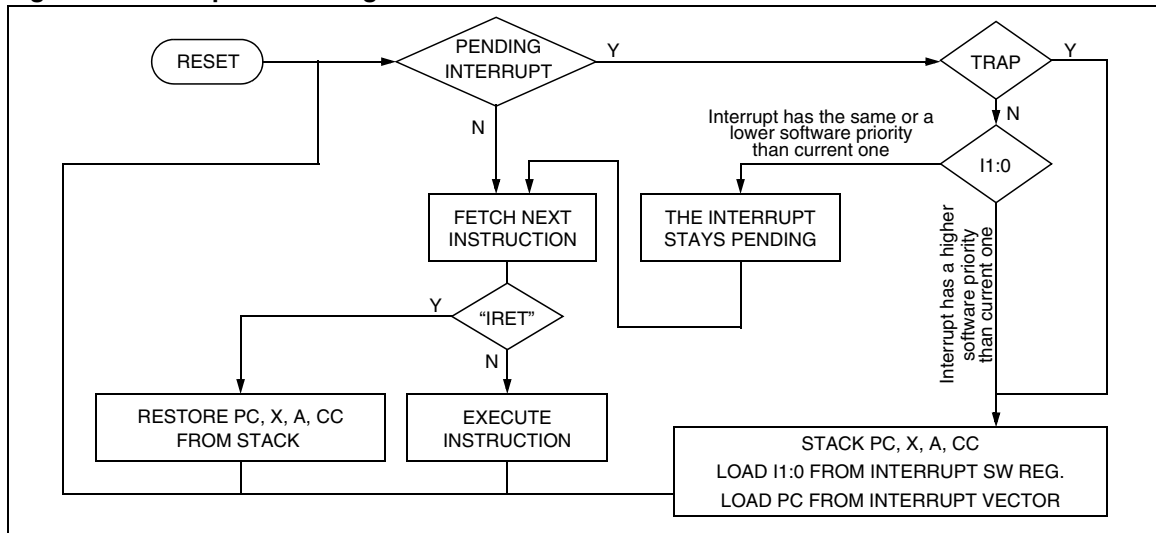 RESET
PENDING
INTERRUPT
Y
TRAP
Y
N
N
Interrupt has the same or a
lower software priority
than current one
I1:0
FETCH NEXT
INSTRUCTION
THE INTERRUPT
STAYS PENDING
Interrupt has a higher
software priority
than current one
Y
“IRET”
N
RESTORE PC, X, A, CC
FROM STACK
EXECUTE
INSTRUCTION
STACK PC, X, A, CC
LOAD I1:0 FROM INTERRUPT SW REG.
LOAD PC FROM INTERRUPT VECTOR